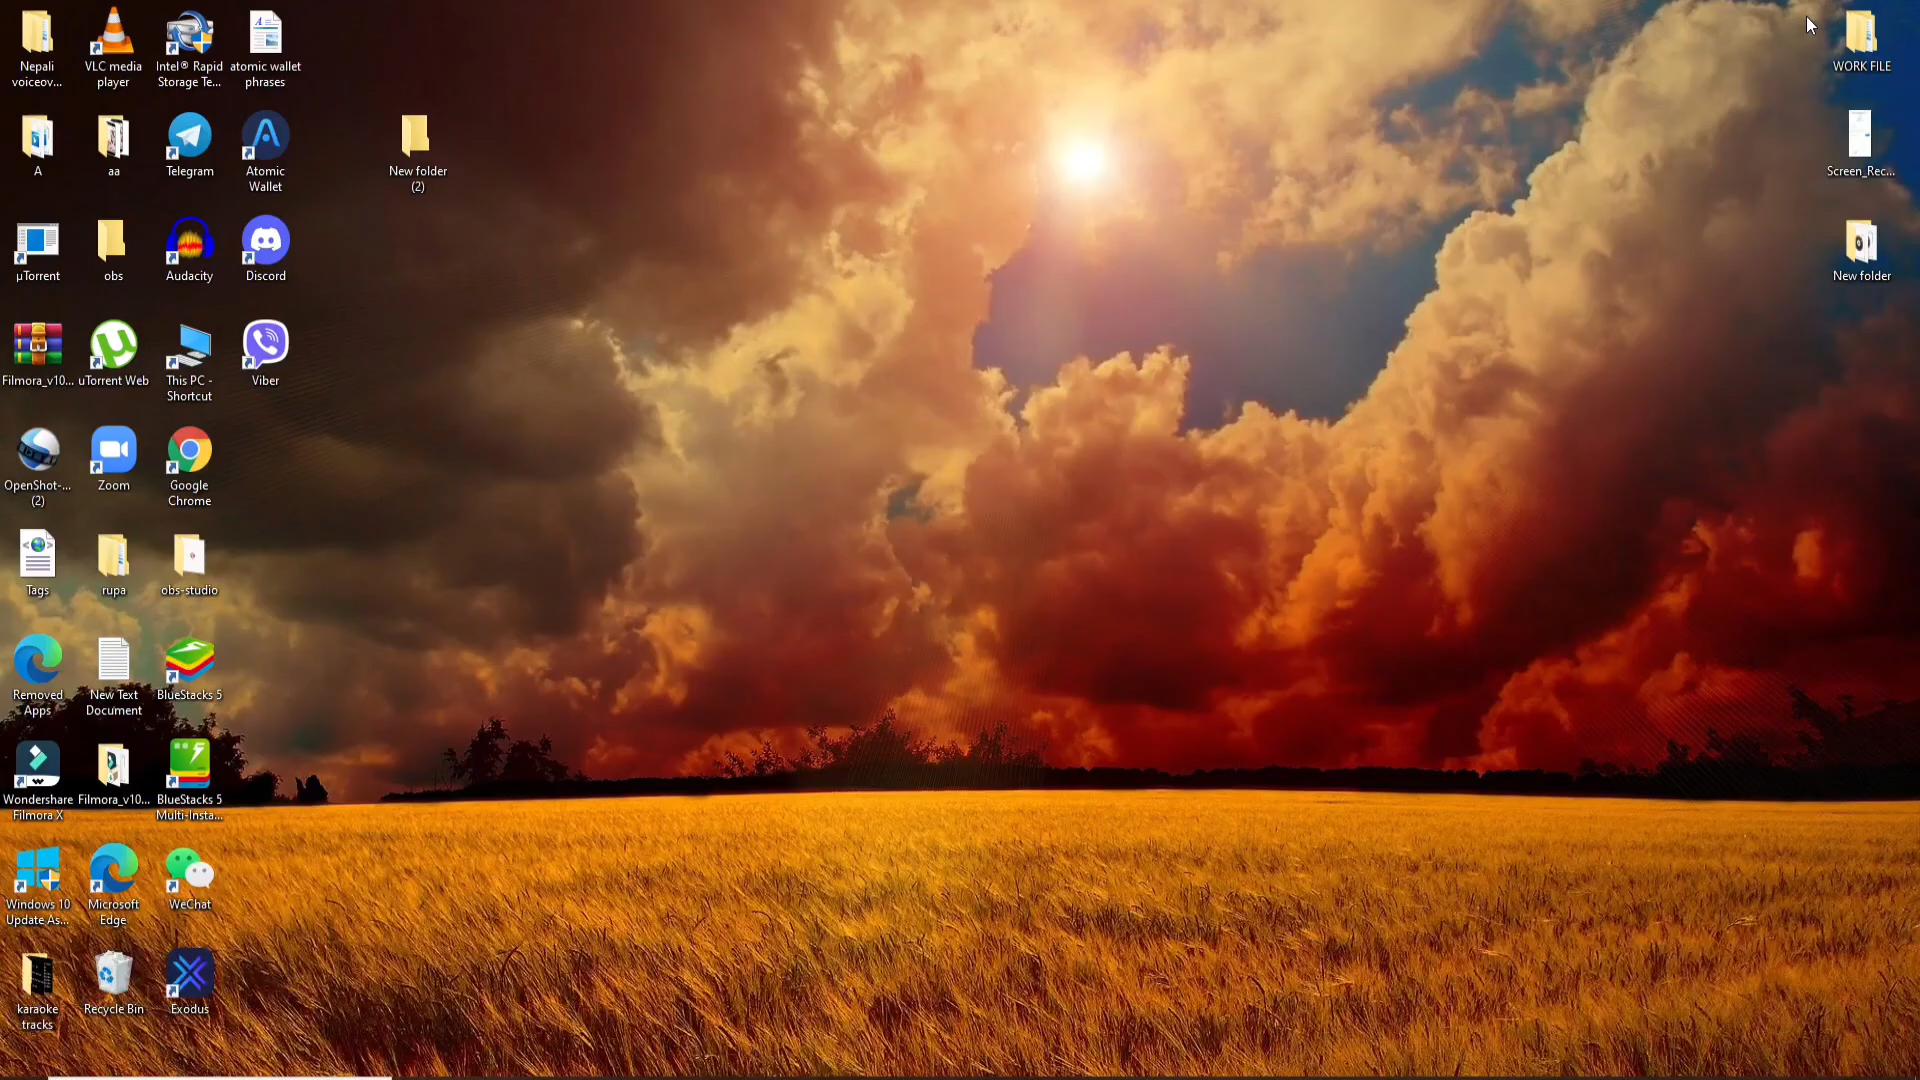 Nepali
voiceov...
VLC media
player
Intel® Rapid
Storage Te...
atomic wallet
phrases
WORK FILE
A
aa
Telegram
Atomic
Wallet
New folder
(2)
Screen_Rec...
µTorrent
obs
Audacity
Discord
New folder
Filmora_v10...
uTorrent Web
This PC -
Shortcut
Viber
OpenShot-...
(2)
Zoom
Google
Chrome
Tags
rupa
obs-studio
Removed
Apps
New Text
Document
BlueStacks 5
Wondershare
Filmora X
Filmora_v10...
BlueStacks 5
Multi-Insta...
Windows 10
Update As...
Microsoft
Edge
WeChat
karaoke
tracks
Recycle Bin
Exodus